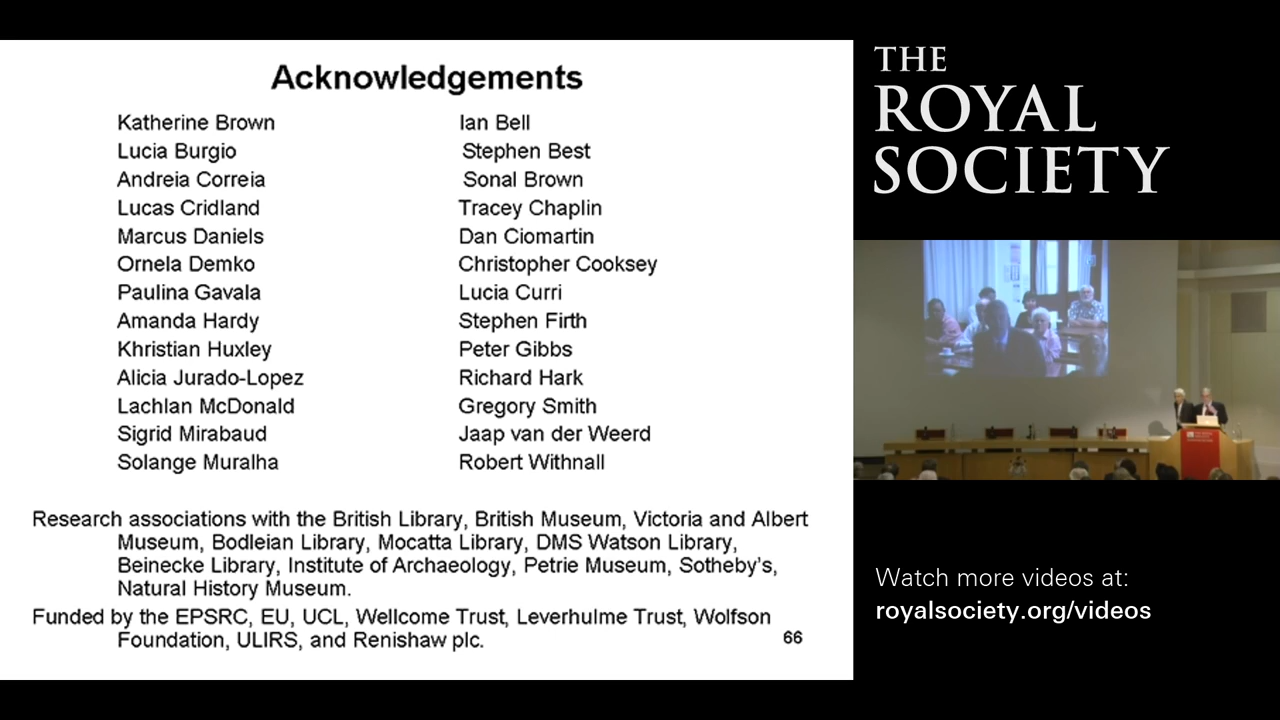 Acknowledgements
Katherine Brown
Lucia Burgio
Andreia Correia
Lucas Cridland
Marcus Daniels
Ornela Demko
Paulina Gavala
Amanda Hardy
Khristian Huxley
Alicia Jurado-Lopez
Lachlan McDonald
Sigrid Mirabaud
Solange Muralha
Ian Bell
Stephen Best
Sonal Brown
Tracey Chaplin
Dan Ciomartin
Christopher Cooksey
Lucia Curri
Stephen Firth
Peter Gibbs
Richard Hark
Gregory Smith
Jaap van der Weerd
Robert Withnall
Research associations with the British Library, British Museum, Victoria and Albert
Museum, Bodleian Library, Mocatta Library, DMS Watson Library,
Beinecke Library, Institute of Archaeology, Petrie Museum, Sotheby's,
Natural History Museum.
Funded by the EPSRC, EU, UCL, Wellcome Trust, Leverhulme Trust, Wolfson
Foundation, ULIRS, and Renishaw plc.
66
THE
ROYAL
SOCIETY
Watch more videos at:
royalsociety.org/videos